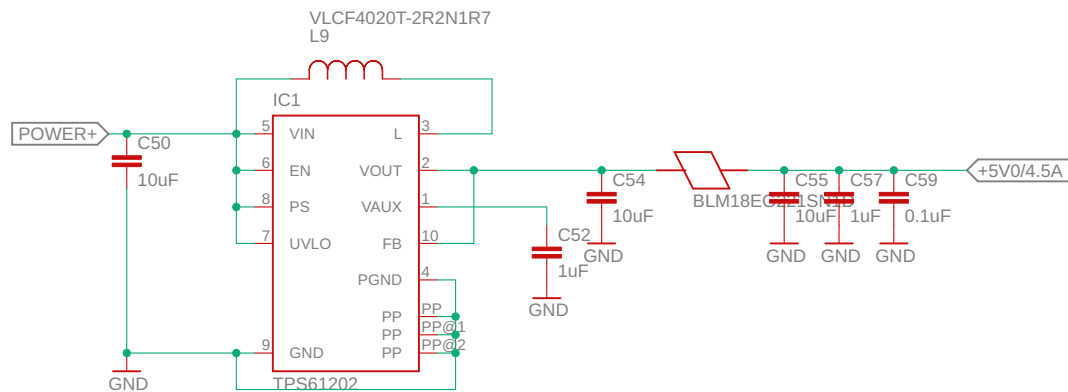 VLCF4020T-2R2N1R7
L9
IC1
POWER+
C50
10uF
5
VIN
L
3
6
EN
VOUT
2
8
PS
VAUX
1
7
UVLO
FB
10
PGND
4
PP
PP@1
PP
PP@2
PP
9
GND
TPS61202
GND
C52
1uF
GND
C54
10uF
GND
BLM18EG221SN1D
C55
10uF
GND
C57
1uF
GND
C59
0.1uF
GND
+5V0/4.5A